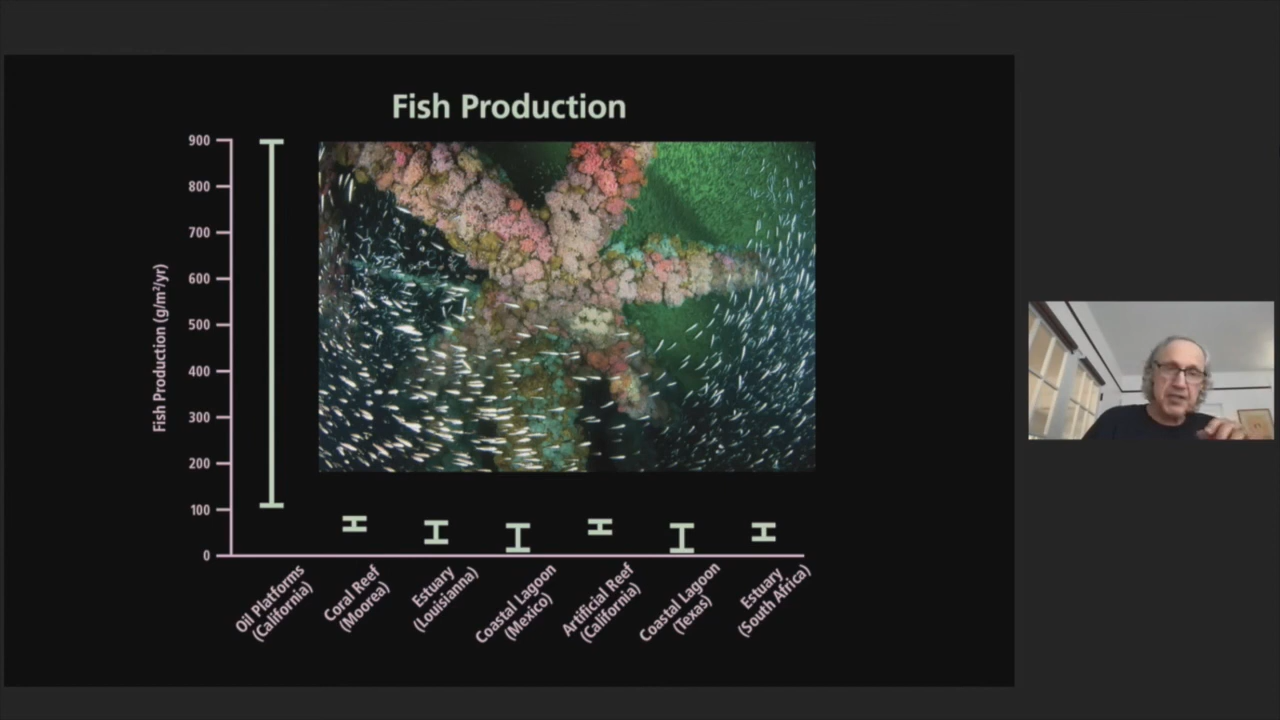 Fish Production
Fish Production (g/m²/yr)
900
800
700
600
500
400
300
200
100
0
Oil Platforms
(California)
Coral Reef
(Moorea)
Estuary
(Louisianna)
Coastal Lagoon
(Mexico)
Artificial Reef
(California)
Coastal Lagoon
(Texas)
Estuary
(South Africa)